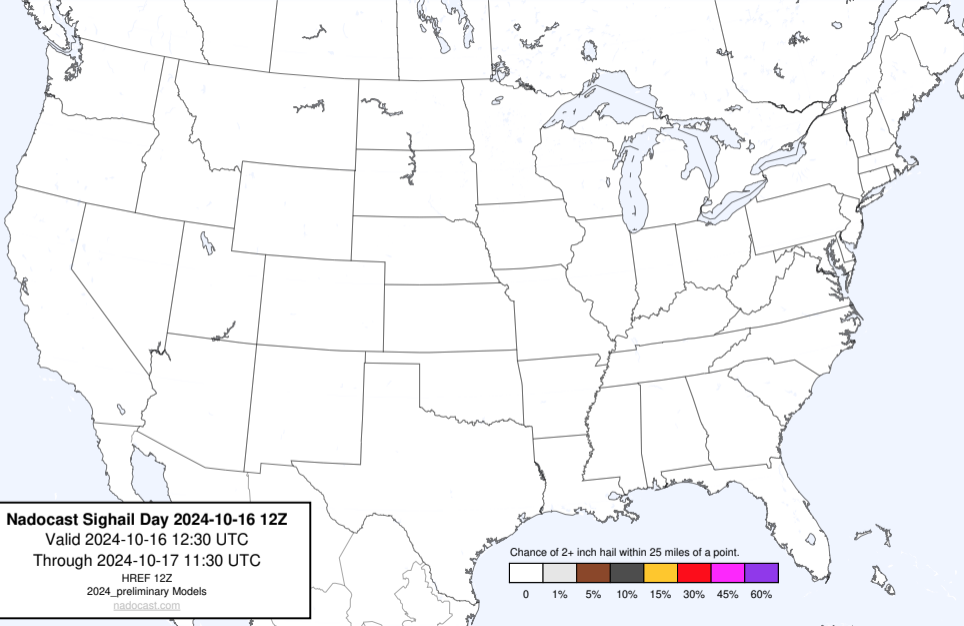 Nadocast Sighail Day 2024-10-16 12Z
Valid 2024-10-16 12:30 UTC
Through 2024-10-17 11:30 UTC
HREF 12Z
2024_preliminary Models
nadocast.com
Chance of 2+ inch hail within 25 miles of a point.
0 1% 5% 10% 15% 30% 45% 60%